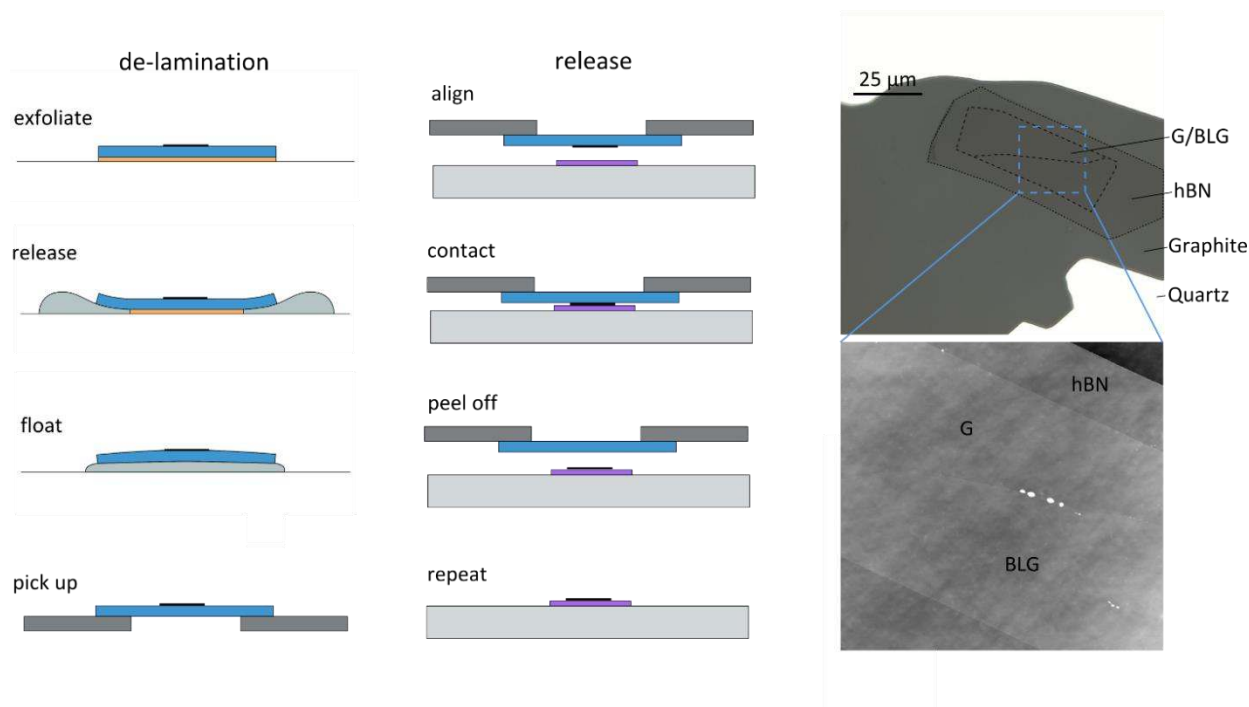 de-lamination
exfoliate
release
float
pick up
release
align
contact
peel off
repeat
25 µm
G/BLG
hBN
Graphite
Quartz
hBN
G
BLG